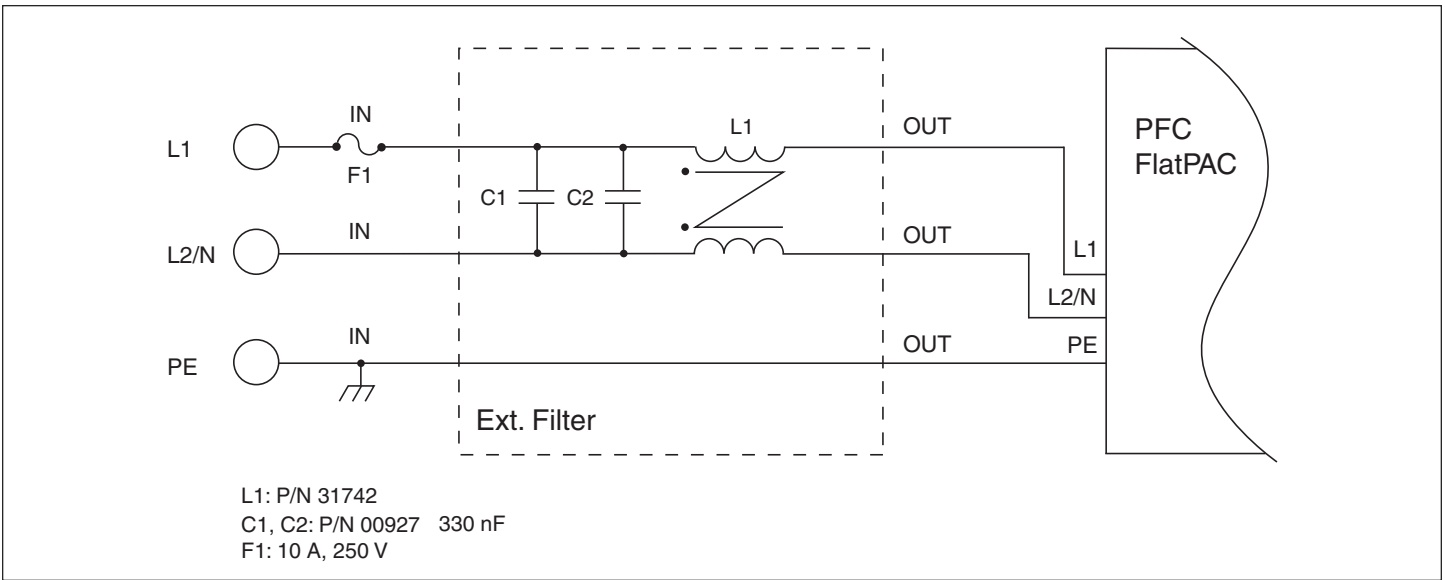 IN
L1
OUT
L1
F1
PFC
FlatPAC
C1
C2
IN
OUT
L2/N
L1
L2/N
IN
OUT
PE
PE
Ext. Filter
L1: P/N 31742
C1, C2: P/N 00927 330 nF
F1: 10 A, 250 V